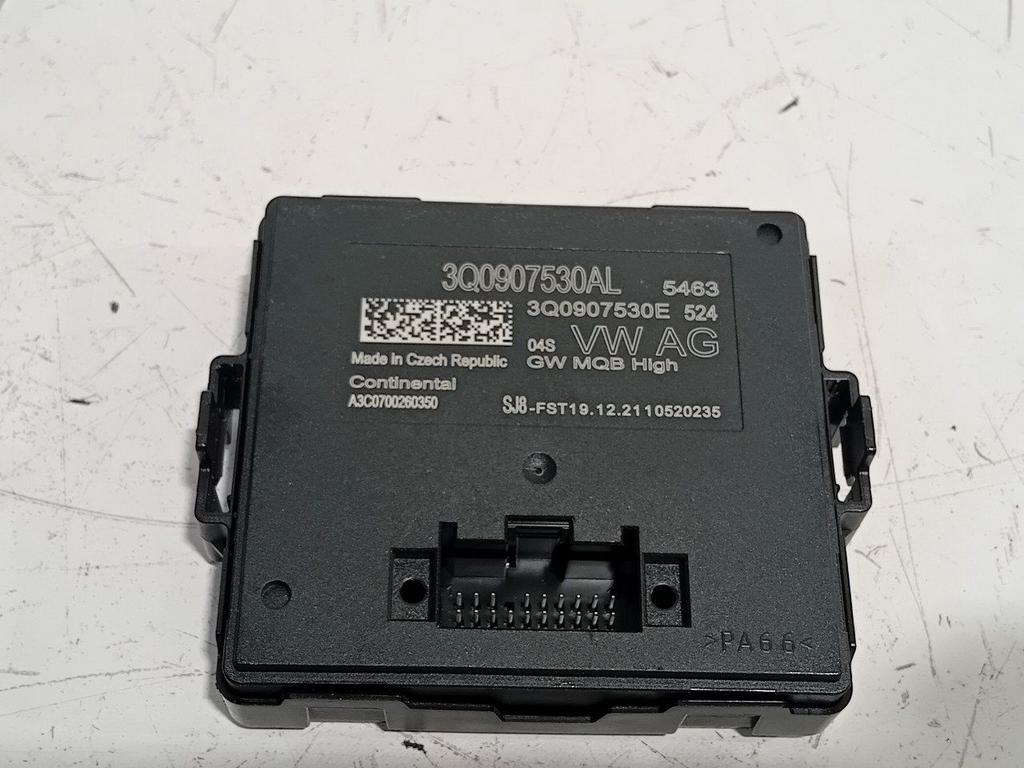 3Q0907530AL 5463
3Q0907530E 524
04S VW AG
Made in Czech Republic GW MQB High
Continental
A3C0700260350 SJ8-FST19.12.2110520235
>PA66<